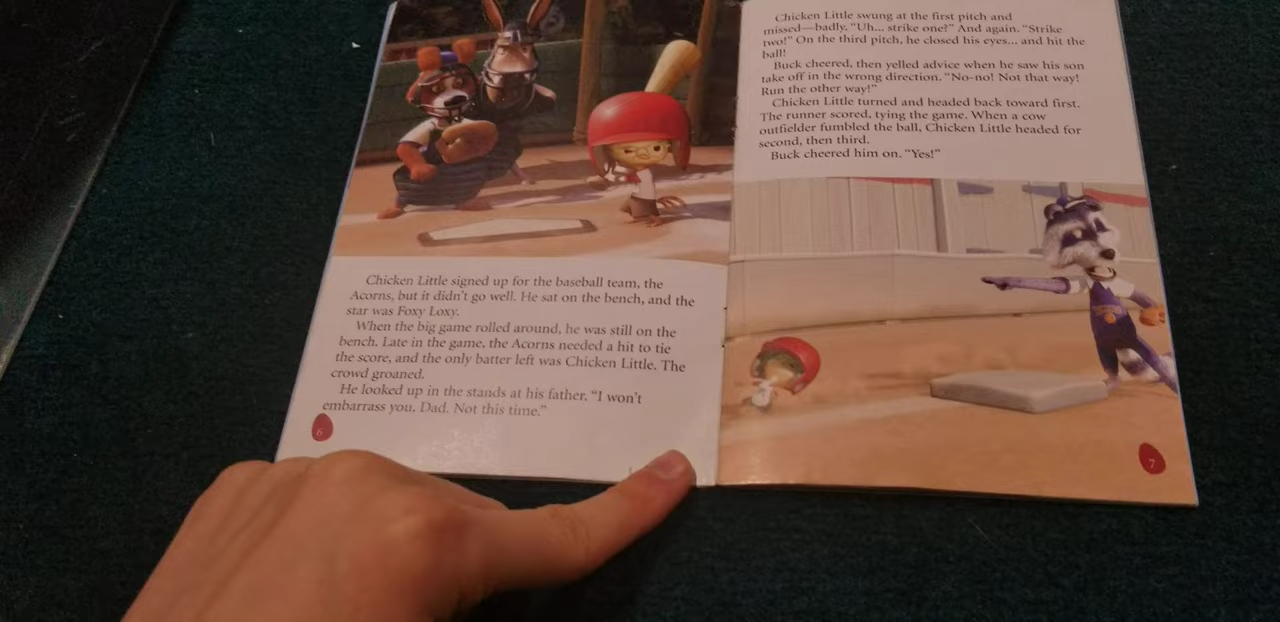 Chicken Little signed up for the baseball team, the
Acorns, but it didn't go well. He sat on the bench, and the
star was Foxy Loxy.
When the big game rolled around, he was still on the
bench. Late in the game, the Acorns needed a hit to tie
the score, and the only batter left was Chicken Little. The
crowd groaned.
He looked up in the stands at his father. “I won't
embarrass you, Dad. Not this time.”
6
Chicken Little swung at the first pitch and
missed—badly. “Uh... strike one!” And again. “Strike
two!” On the third pitch, he closed his eyes... and hit the
ball!
Buck cheered, then yelled advice when he saw his son
take off in the wrong direction. “No-no! Not that way!
Run the other way!”
Chicken Little turned and headed back toward first.
The runner scored, tying the game. When a cow
outfielder fumbled the ball, Chicken Little headed for
second, then third.
Buck cheered him on. “Yes!”
7